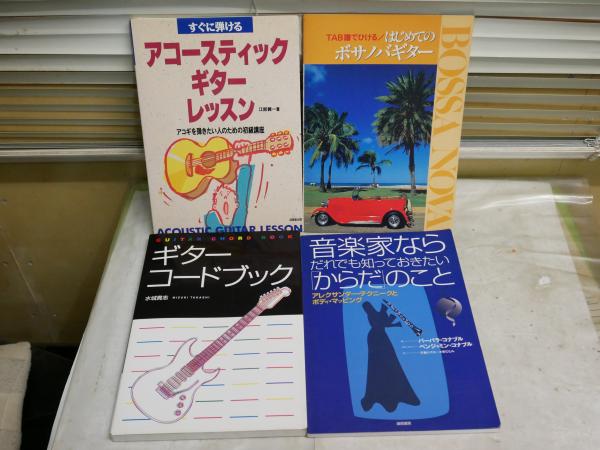 すぐに弾ける
アコースティック
ギター
レッスン
江部賢一著
アコギを弾きたい人のための初級講座
ACOUSTIC GUITAR LESSON
TAB譜でひける/はじめての
ボサノバギター
BOSSA NOVA
GUITAR CHORD BOOK
ギター
コードブック
水城貴志 MIZUKI TAKASHI
音楽家なら
だれでも知っておきたい
「からだ」のこと
アレクサンダー・テクニークと
ボディ・マッピング
バーバラ・コナブル
ベンジャミン・コナブル